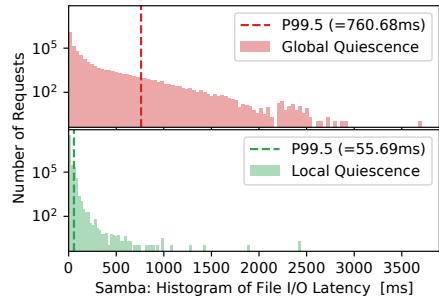 P99.5 (=760.68ms)
Global Quiescence
10^5
10^2
Number of Requests
P99.5 (=55.69ms)
Local Quiescence
10^5
10^2
0 500 1000 1500 2000 2500 3000 3500
Samba: Histogram of File I/O Latency [ms]